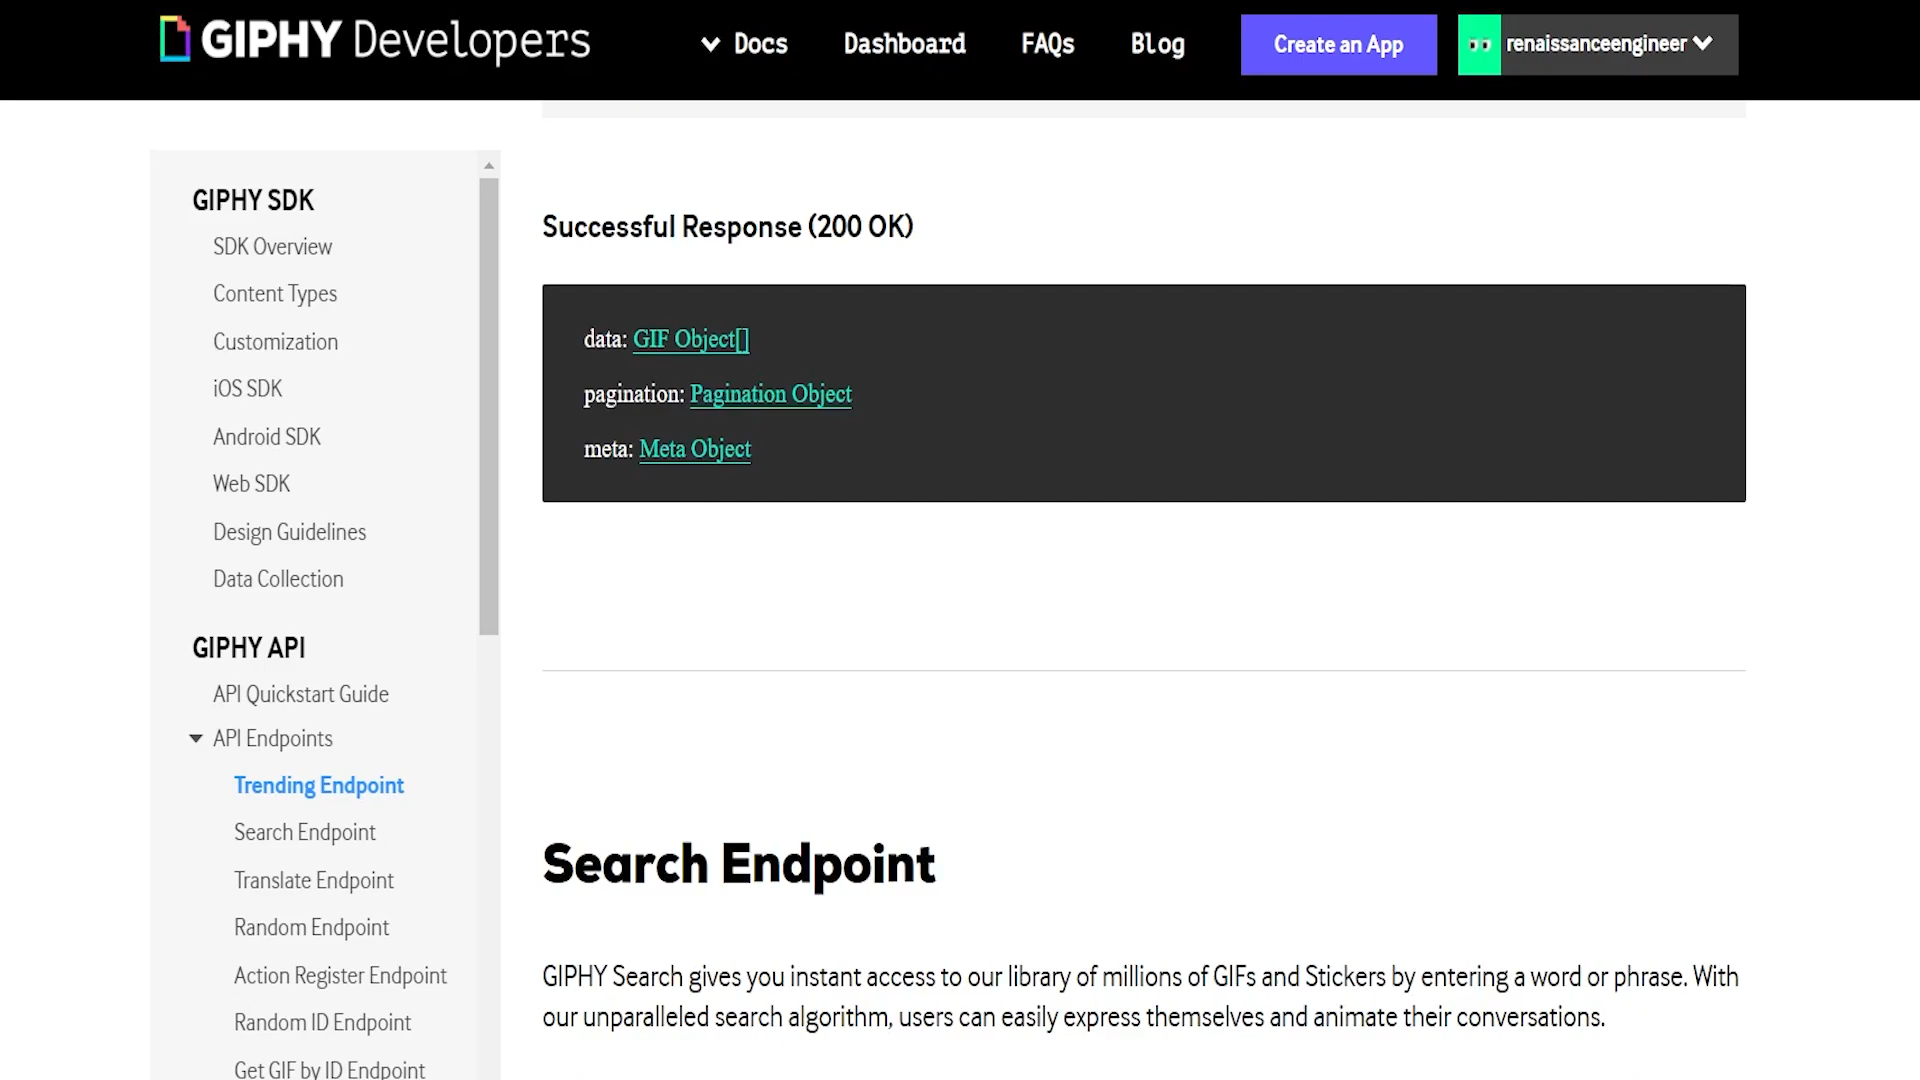 GIPHY Developers
Docs
Dashboard
FAQs
Blog
Create an App
renaissanceengineer
GIPHY SDK
SDK Overview
Content Types
Customization
iOS SDK
Android SDK
Web SDK
Design Guidelines
Data Collection
GIPHY API
API Quickstart Guide
API Endpoints
Trending Endpoint
Search Endpoint
Translate Endpoint
Random Endpoint
Action Register Endpoint
Random ID Endpoint
Get GIF by ID Endpoint
Successful Response (200 OK)
data: GIF Object[]
pagination: Pagination Object
meta: Meta Object
Search Endpoint
GIPHY Search gives you instant access to our library of millions of GIFs and Stickers by entering a word or phrase. With
our unparalleled search algorithm, users can easily express themselves and animate their conversations.